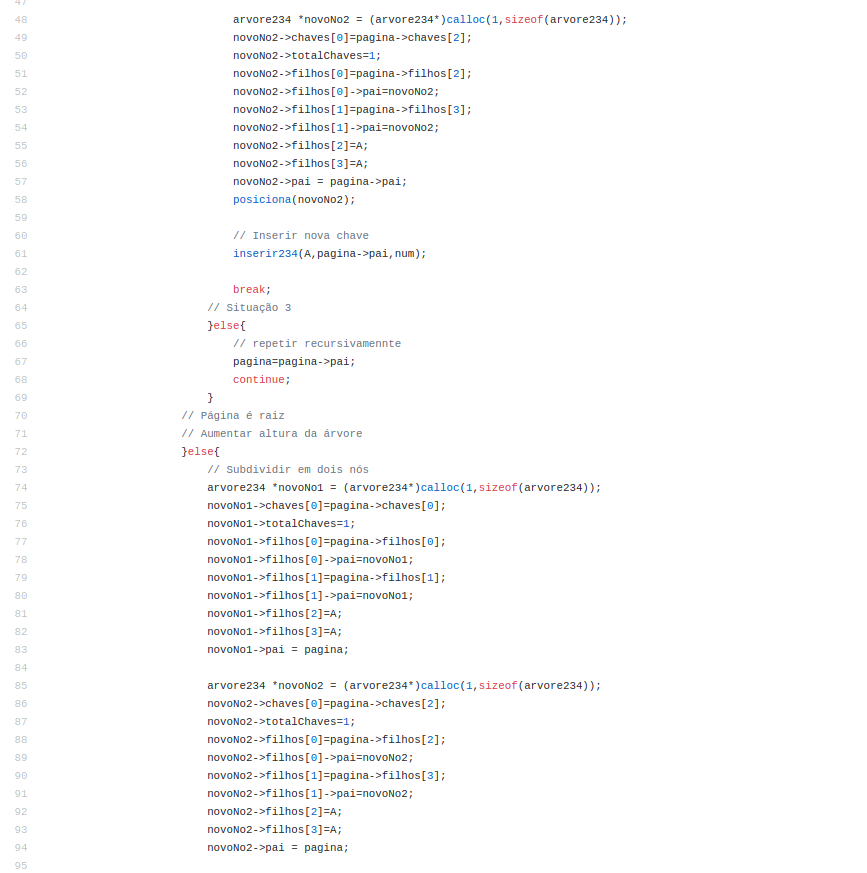 47
48 arvore234 *novoNo2 = (arvore234*)calloc(1,sizeof(arvore234));
49 novoNo2->chaves[0]=pagina->chaves[2];
50 novoNo2->totalChaves=1;
51 novoNo2->filhos[0]=pagina->filhos[2];
52 novoNo2->filhos[0]->pai=novoNo2;
53 novoNo2->filhos[1]=pagina->filhos[3];
54 novoNo2->filhos[1]->pai=novoNo2;
55 novoNo2->filhos[2]=A;
56 novoNo2->filhos[3]=A;
57 novoNo2->pai = pagina->pai;
58 posiciona(novoNo2);
59
60 // Inserir nova chave
61 inserir234(A,pagina->pai,num);
62
63 break;
64 // Situação 3
65 }else{
66 // repetir recursivamennte
67 pagina=pagina->pai;
68 continue;
69 }
70 // Página é raiz
71 // Aumentar altura da árvore
72 }else{
73 // Subdividir em dois nós
74 arvore234 *novoNo1 = (arvore234*)calloc(1,sizeof(arvore234));
75 novoNo1->chaves[0]=pagina->chaves[0];
76 novoNo1->totalChaves=1;
77 novoNo1->filhos[0]=pagina->filhos[0];
78 novoNo1->filhos[0]->pai=novoNo1;
79 novoNo1->filhos[1]=pagina->filhos[1];
80 novoNo1->filhos[1]->pai=novoNo1;
81 novoNo1->filhos[2]=A;
82 novoNo1->filhos[3]=A;
83 novoNo1->pai = pagina;
84
85 arvore234 *novoNo2 = (arvore234*)calloc(1,sizeof(arvore234));
86 novoNo2->chaves[0]=pagina->chaves[2];
87 novoNo2->totalChaves=1;
88 novoNo2->filhos[0]=pagina->filhos[2];
89 novoNo2->filhos[0]->pai=novoNo2;
90 novoNo2->filhos[1]=pagina->filhos[3];
91 novoNo2->filhos[1]->pai=novoNo2;
92 novoNo2->filhos[2]=A;
93 novoNo2->filhos[3]=A;
94 novoNo2->pai = pagina;
95